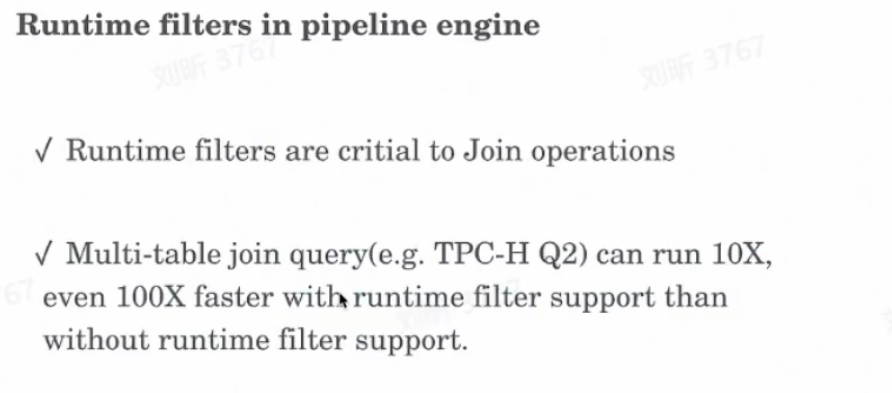 Runtime filters in pipeline engine
刘昕 3767
刘昕 3767
√ Runtime filters are critial to Join operations
√ Multi-table join query(e.g. TPC-H Q2) can run 10X,
67
even 100X faster with runtime filter support than
without runtime filter support.